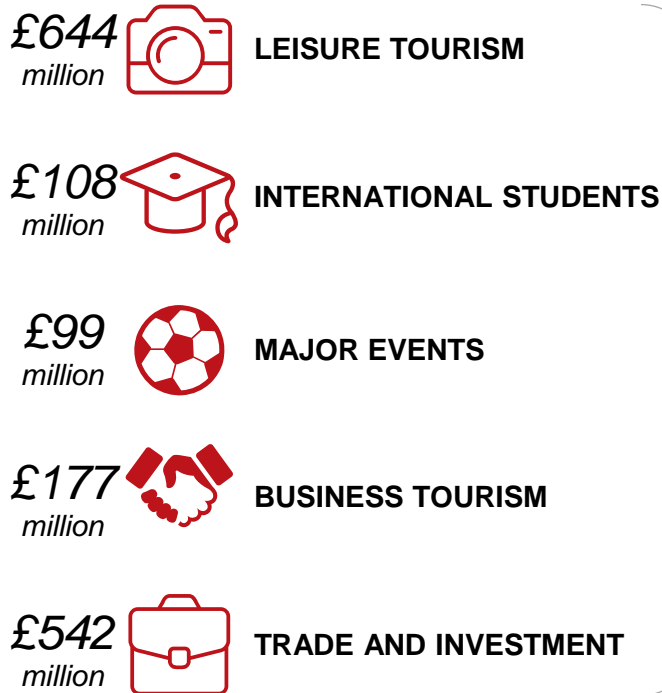 £644
million
LEISURE TOURISM
£108
million
INTERNATIONAL STUDENTS
£99
million
MAJOR EVENTS
£177
million
BUSINESS TOURISM
£542
million
TRADE AND INVESTMENT